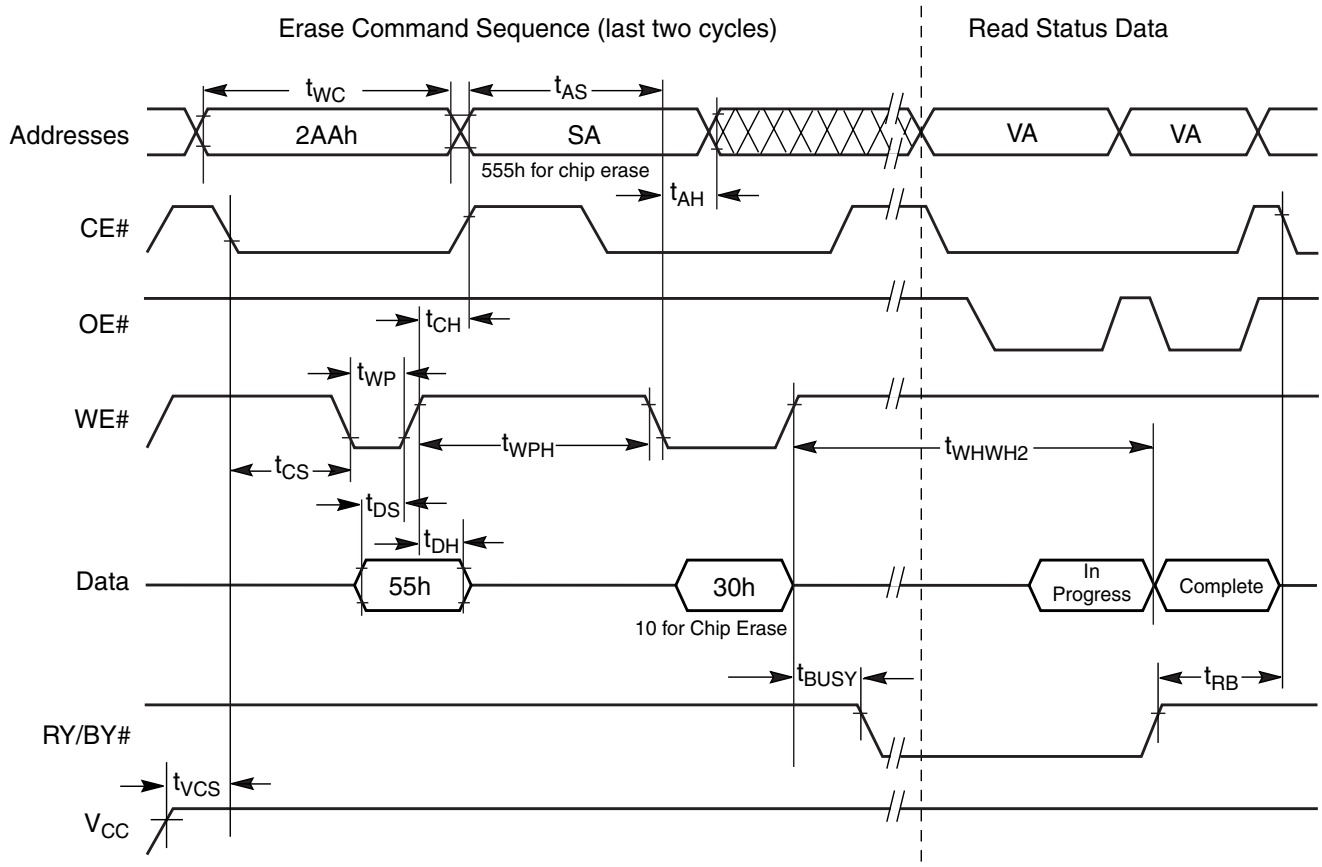 Erase Command Sequence (last two cycles)
Read Status Data
tWC
tAS
Addresses
2AAh
SA
VA
VA
555h for chip erase
tAH
CE#
OE#
tCH
tWP
WE#
tWPH
tWHWH2
tCS
tDS
tDH
Data
55h
30h
In
Progress
Complete
10 for Chip Erase
tBUSY
tRB
RY/BY#
tVCS
VCC